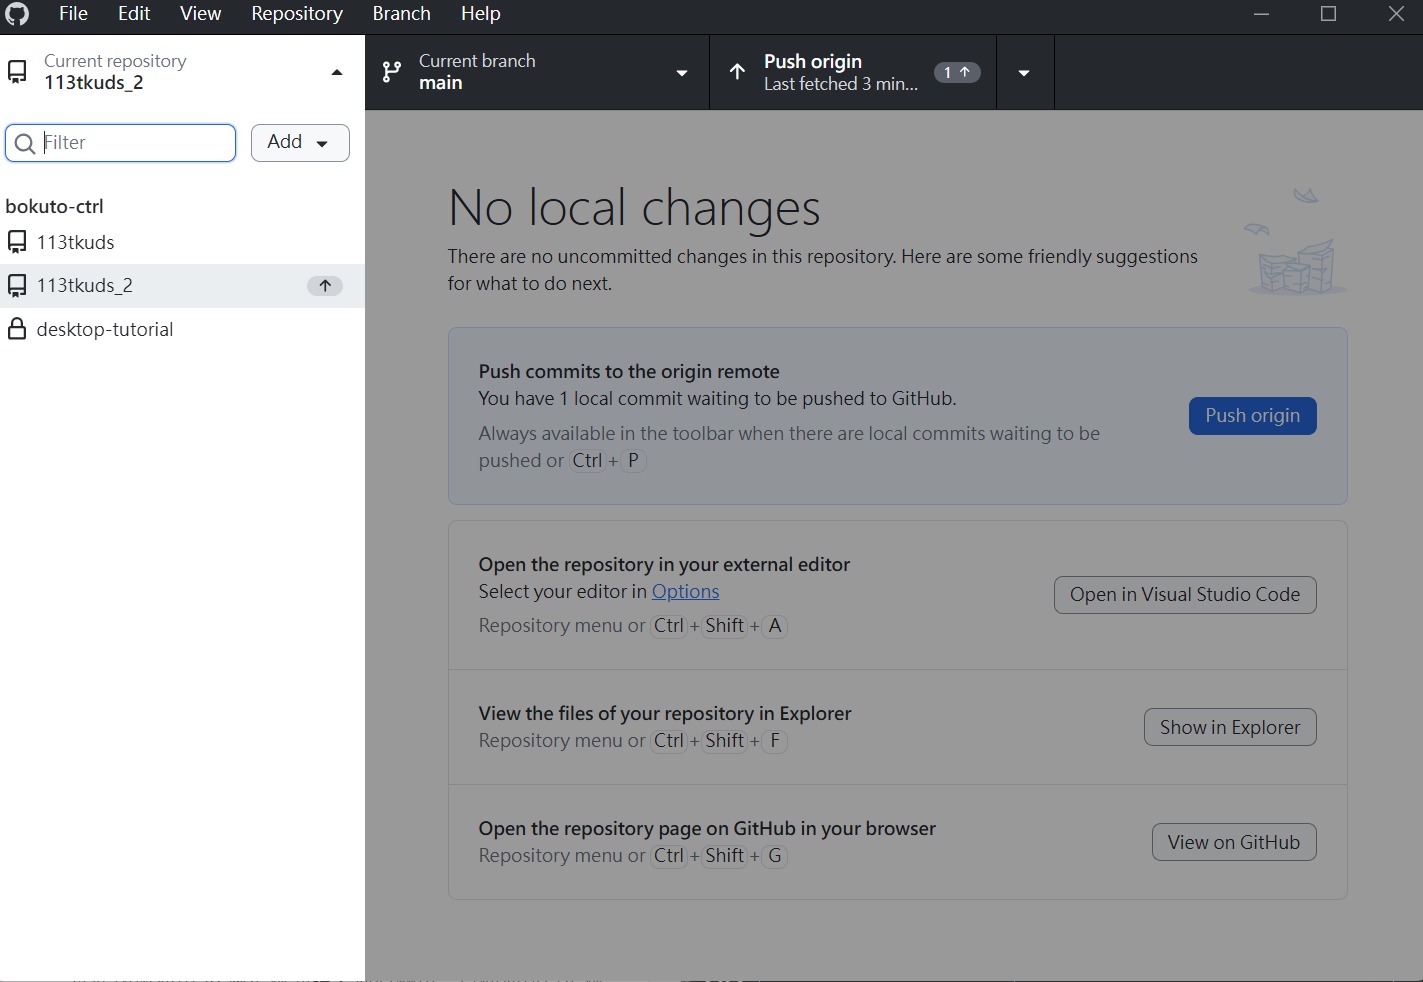 File Edit View Repository Branch Help
Current repository
113tkuds_2
Current branch
main
Push origin
Last fetched 3 min...
1
Filter
Add
bokuto-ctrl
113tkuds
113tkuds_2
desktop-tutorial
No local changes
There are no uncommitted changes in this repository. Here are some friendly suggestions
for what to do next.
Push commits to the origin remote
You have 1 local commit waiting to be pushed to GitHub.
Always available in the toolbar when there are local commits waiting to be
pushed or Ctrl + P
Push origin
Open the repository in your external editor
Select your editor in Options
Repository menu or Ctrl + Shift + A
Open in Visual Studio Code
View the files of your repository in Explorer
Repository menu or Ctrl + Shift + F
Show in Explorer
Open the repository page on GitHub in your browser
Repository menu or Ctrl + Shift + G
View on GitHub